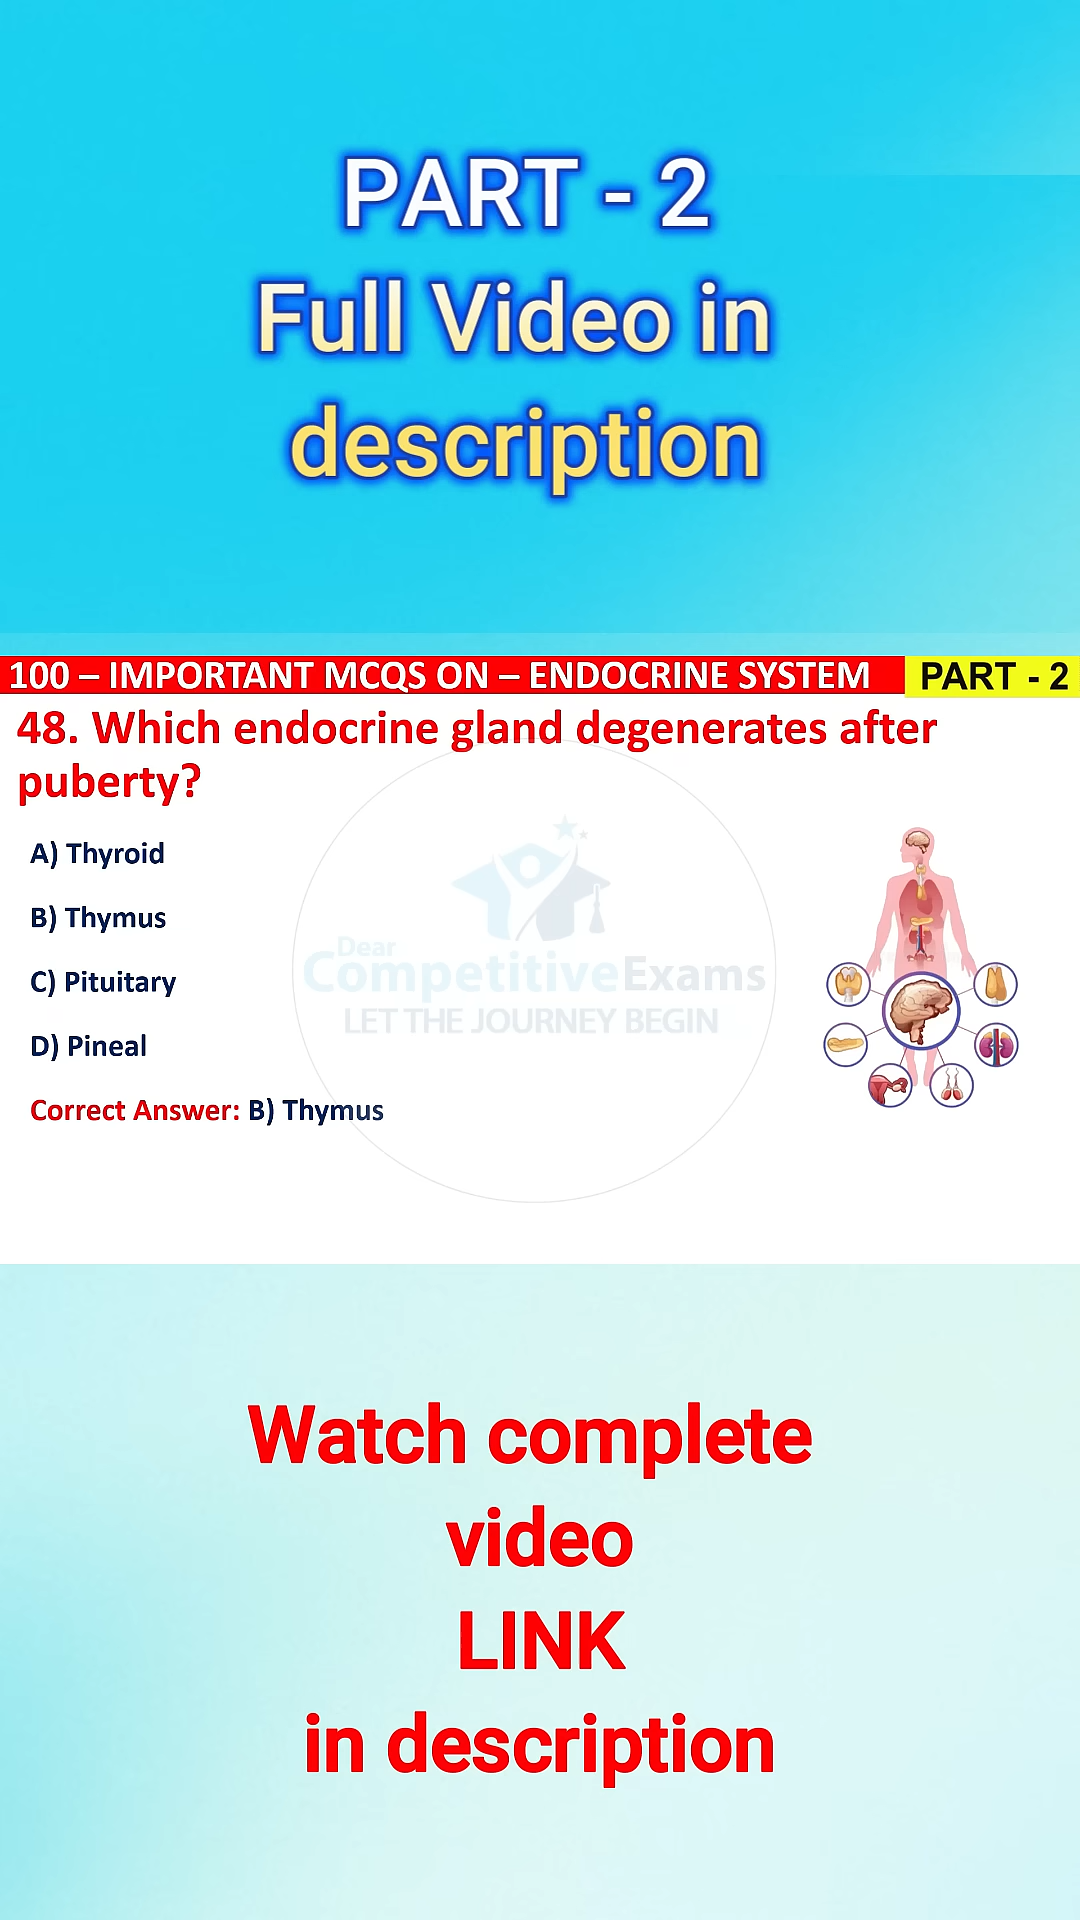 PART - 2
Full Video in
description
100 – IMPORTANT MCQS ON – ENDOCRINE SYSTEM
PART - 2
48. Which endocrine gland degenerates after
puberty?
A) Thyroid
B) Thymus
C) Pituitary
D) Pineal
Correct Answer: B) Thymus
Dear
CompetitiveExams
LET THE JOURNEY BEGIN
Watch complete
video
LINK
in description